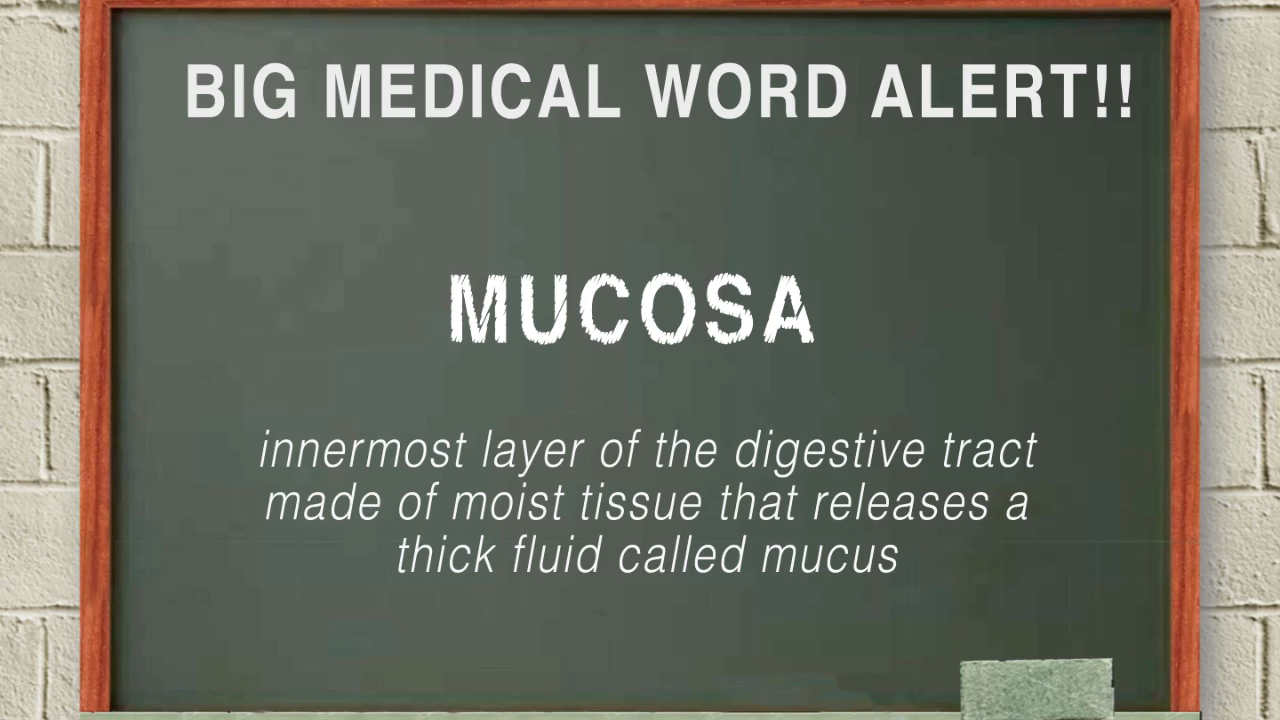 BIG MEDICAL WORD ALERT!!
MUCOSA
innermost layer of the digestive tract
made of moist tissue that releases a
thick fluid called mucus